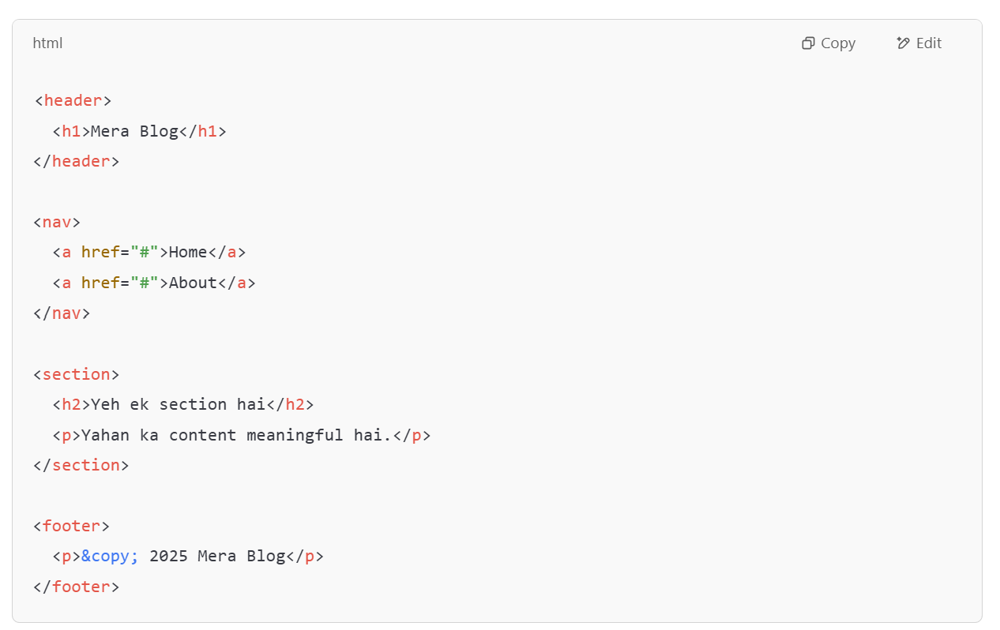 html
Copy
Edit
<header>
  <h1>Mera Blog</h1>
</header>
<nav>
  <a href="#">Home</a>
  <a href="#">About</a>
</nav>
<section>
  <h2>Yeh ek section hai</h2>
  <p>Yahan ka content meaningful hai.</p>
</section>
<footer>
  <p>&copy; 2025 Mera Blog</p>
</footer>